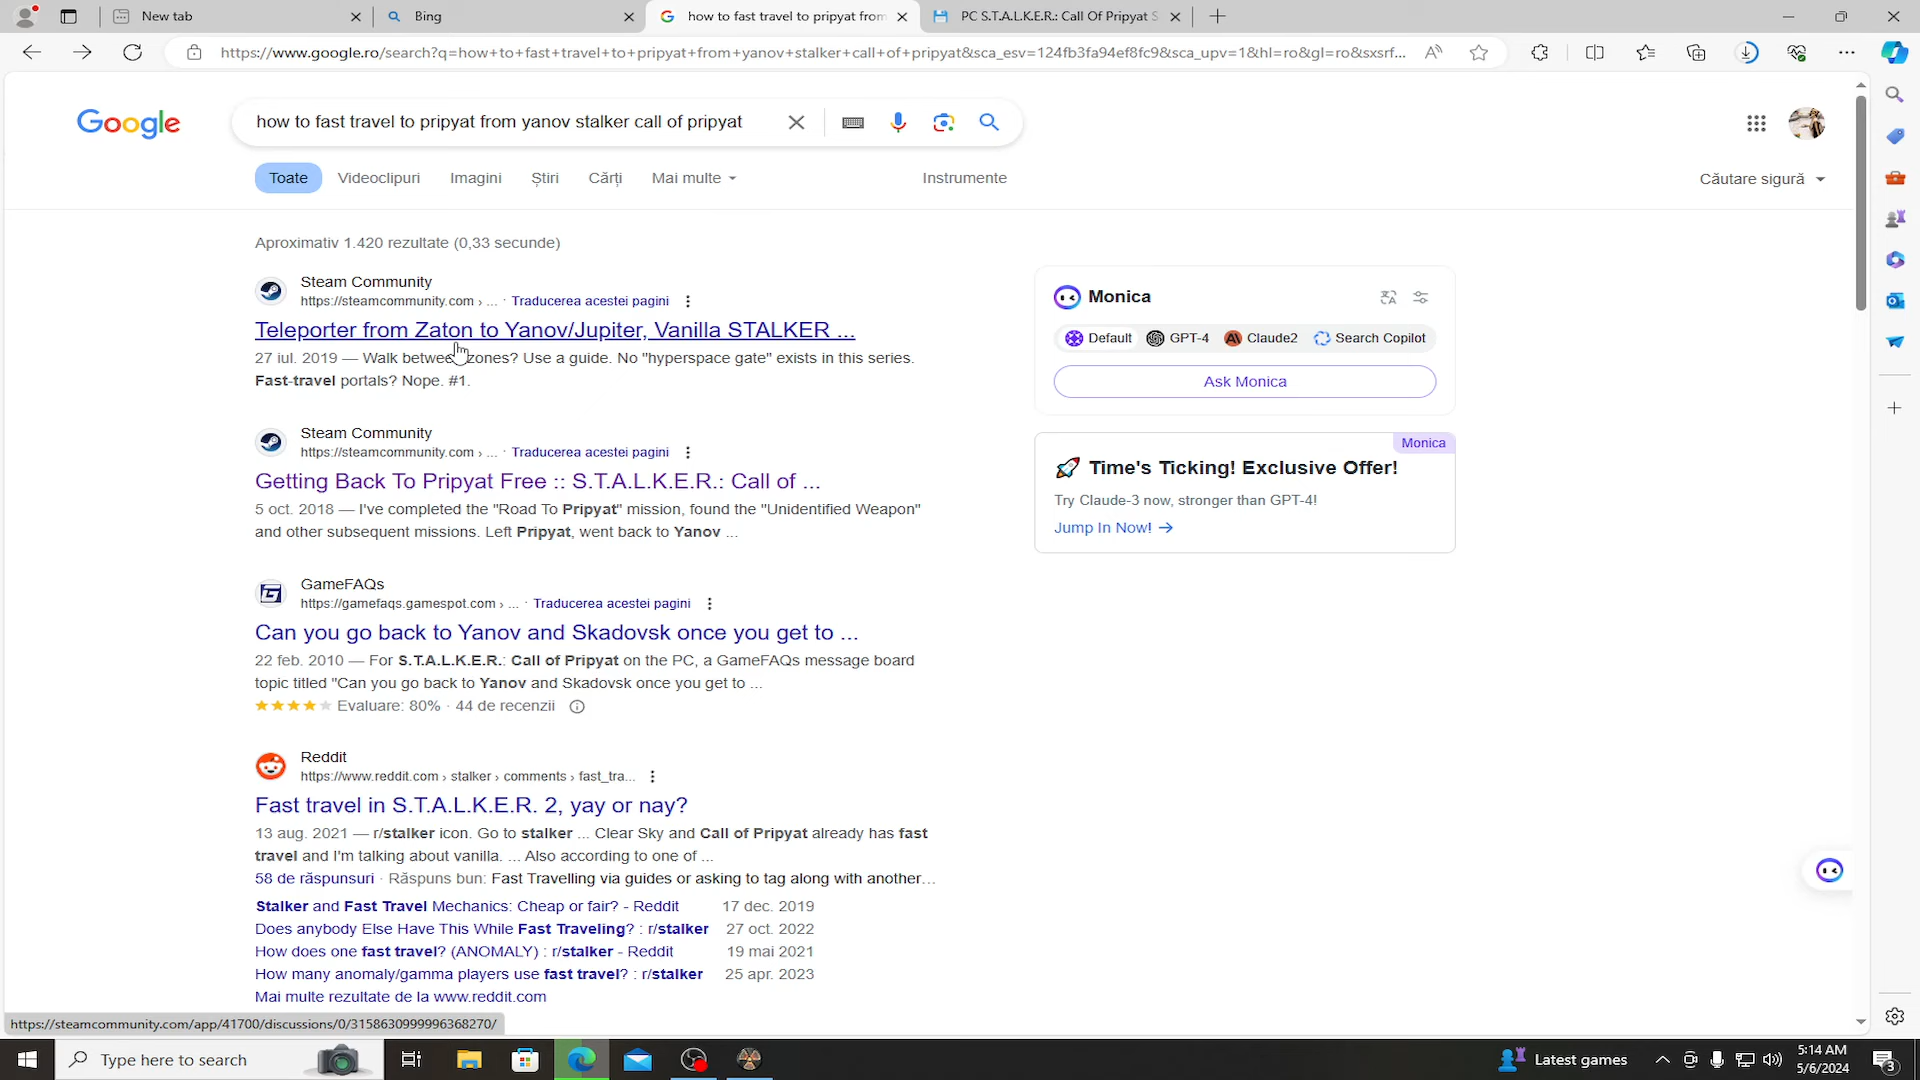 New tab
Bing
how to fast travel to pripyat from
PC S.T.A.L.K.E.R.: Call Of Pripyat S
https://www.google.ro/search?q=how+to+fast+travel+to+pripyat+from+yanov+stalker+call+of+pripyat&sca_esv=124fb3fa94ef8fc9&sca_upv=1&hl=ro&gl=ro&sxsrf...
Google
how to fast travel to pripyat from yanov stalker call of pripyat
Toate Videoclipuri Imagini Știri Cărți Mai multe Instrumente Căutare sigură
Aproximativ 1.420 rezultate (0,33 secunde)
Steam Community
https://steamcommunity.com › ... · Traducerea acestei pagini
Teleporter from Zaton to Yanov/Jupiter, Vanilla STALKER ...
27 iul. 2019 — Walk between zones? Use a guide. No "hyperspace gate" exists in this series.
Fast-travel portals? Nope. #1.
Steam Community
https://steamcommunity.com › ... · Traducerea acestei pagini
Getting Back To Pripyat Free :: S.T.A.L.K.E.R.: Call of ...
5 oct. 2018 — I've completed the "Road To Pripyat" mission, found the "Unidentified Weapon"
and other subsequent missions. Left Pripyat, went back to Yanov ...
GameFAQs
https://gamefaqs.gamespot.com › ... · Traducerea acestei pagini
Can you go back to Yanov and Skadovsk once you get to ...
22 feb. 2010 — For S.T.A.L.K.E.R.: Call of Pripyat on the PC, a GameFAQs message board
topic titled "Can you go back to Yanov and Skadovsk once you get to ...
Evaluare: 80% · 44 de recenzii
Reddit
https://www.reddit.com › stalker › comments › fast_tra...
Fast travel in S.T.A.L.K.E.R. 2, yay or nay?
13 aug. 2021 — r/stalker icon. Go to stalker ... Clear Sky and Call of Pripyat already has fast
travel and I'm talking about vanilla. ... Also according to one of ...
58 de răspunsuri · Răspuns bun: Fast Travelling via guides or asking to tag along with another...
Stalker and Fast Travel Mechanics: Cheap or fair? - Reddit 17 dec. 2019
Does anybody Else Have This While Fast Traveling? : r/stalker 27 oct. 2022
How does one fast travel? (ANOMALY) : r/stalker - Reddit 19 mai 2021
How many anomaly/gamma players use fast travel? : r/stalker 25 apr. 2023
Mai multe rezultate de la www.reddit.com
Monica
Default GPT-4 Claude2 Search Copilot
Ask Monica
Monica
Time's Ticking! Exclusive Offer!
Try Claude-3 now, stronger than GPT-4!
Jump In Now! →
https://steamcommunity.com/app/41700/discussions/0/3158630999996368270/
Type here to search
Latest games
5:14 AM
5/6/2024
3